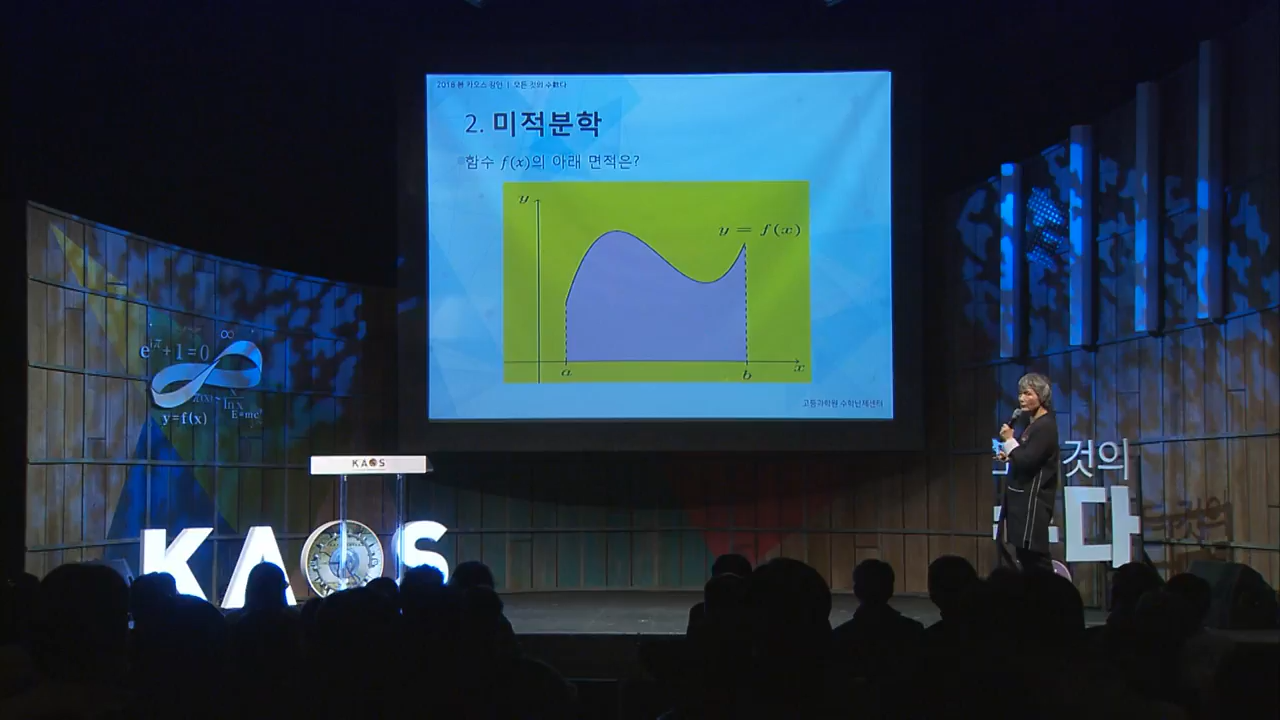 2018 봄 카오스 강연 | 모든 것의 수數다
2. 미적분학
함수 f(x)의 아래 면적은?
y
y = f(x)
a
b
x
고등과학원 수학난제센터
∞
e^{iπ}+1=0
x
ln x
E=mc²
y=f(x)
KAOS
KAOS
것의
다